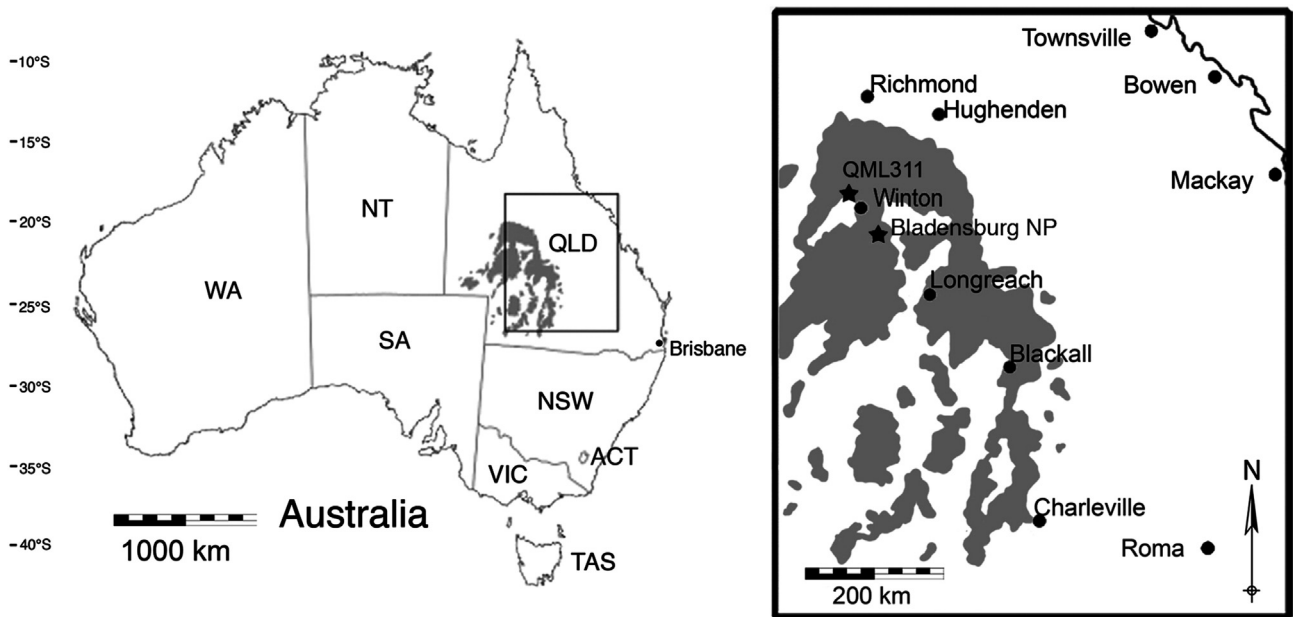 -10°S
-15°S
-20°S
-25°S
-30°S
-35°S
-40°S
NT
QLD
WA
SA
Brisbane
NSW
ACT
VIC
TAS
Australia
1000 km
Townsville
Bowen
Richmond
Hughenden
Mackay
QML311
Winton
Bladensburg NP
Longreach
Blackall
Charleville
Roma
N
200 km